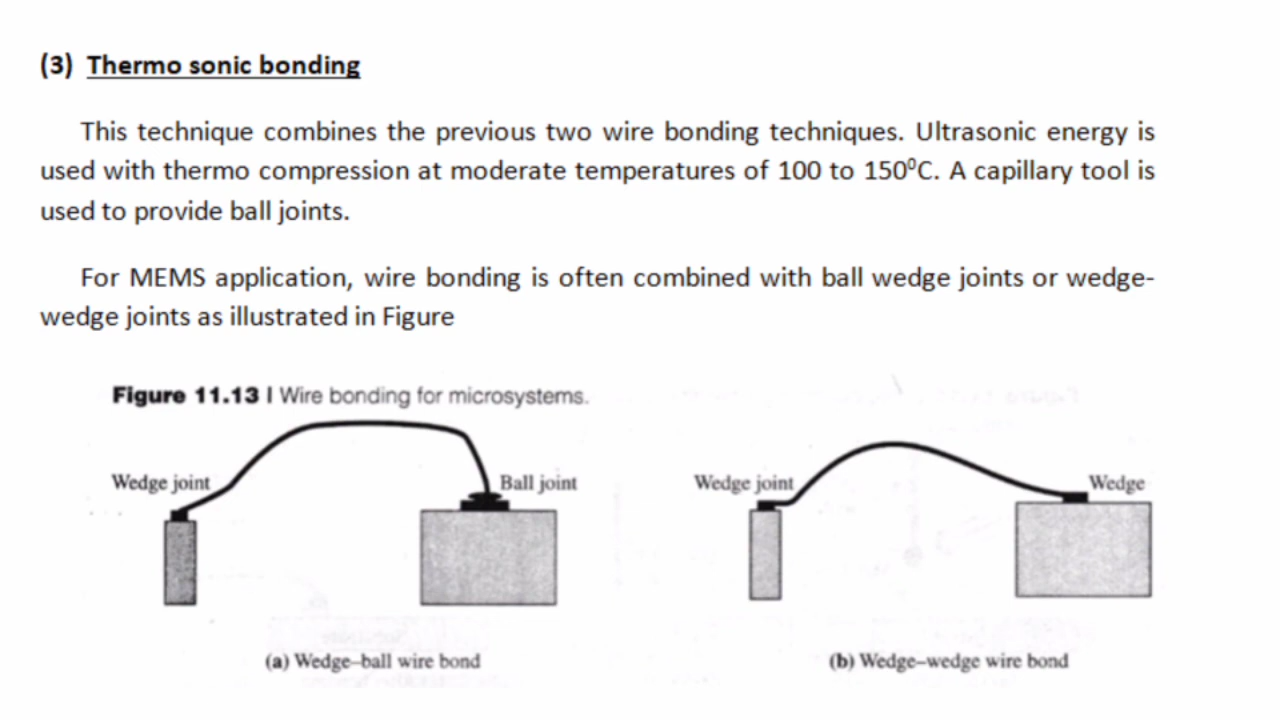 (3) Thermo sonic bonding
This technique combines the previous two wire bonding techniques. Ultrasonic energy is
used with thermo compression at moderate temperatures of 100 to 150⁰C. A capillary tool is
used to provide ball joints.
For MEMS application, wire bonding is often combined with ball wedge joints or wedge-
wedge joints as illustrated in Figure
Figure 11.13 | Wire bonding for microsystems.
Wedge joint
Ball joint
Wedge joint
Wedge
(a) Wedge–ball wire bond
(b) Wedge–wedge wire bond